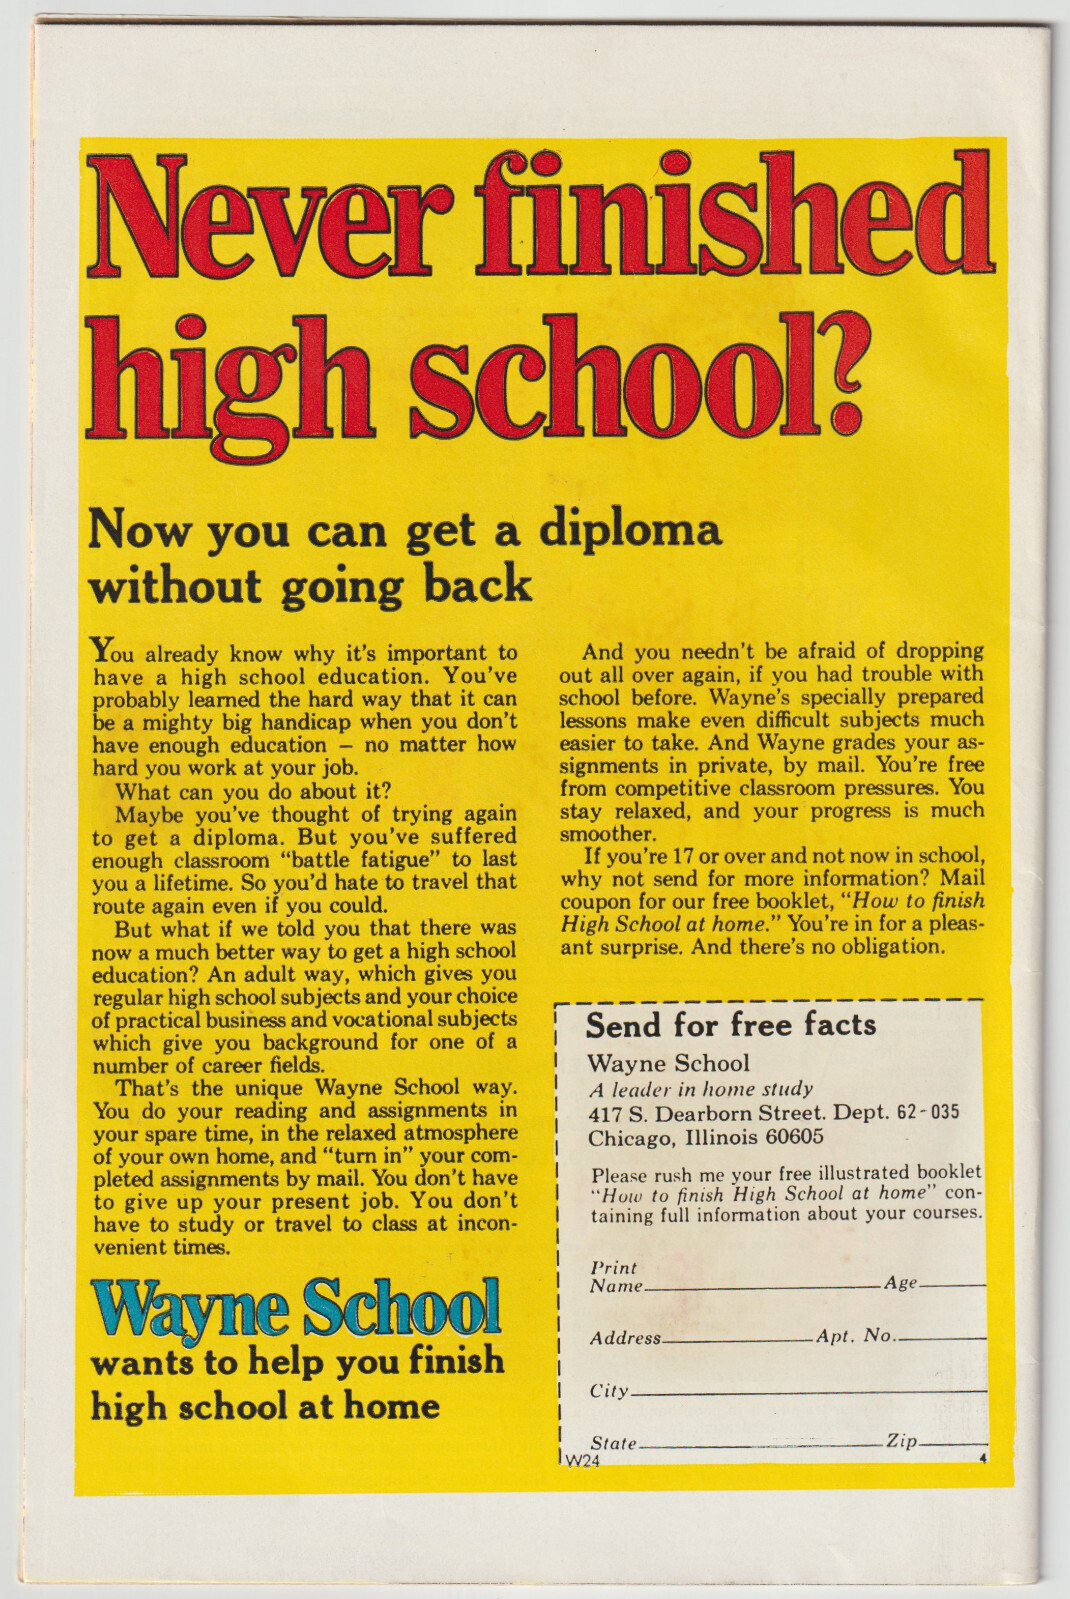 Never finished
high school?
Now you can get a diploma
without going back
You already know why it's important to
have a high school education. You've
probably learned the hard way that it can
be a mighty big handicap when you don't
have enough education – no matter how
hard you work at your job.
What can you do about it?
Maybe you've thought of trying again
to get a diploma. But you've suffered
enough classroom "battle fatigue" to last
you a lifetime. So you'd hate to travel that
route again even if you could.
But what if we told you that there was
now a much better way to get a high school
education? An adult way, which gives you
regular high school subjects and your choice
of practical business and vocational subjects
which give you background for one of a
number of career fields.
That's the unique Wayne School way.
You do your reading and assignments in
your spare time, in the relaxed atmosphere
of your own home, and "turn in" your com-
pleted assignments by mail. You don't have
to give up your present job. You don't
have to study or travel to class at incon-
venient times.
Wayne School
wants to help you finish
high school at home
And you needn't be afraid of dropping
out all over again, if you had trouble with
school before. Wayne's specially prepared
lessons make even difficult subjects much
easier to take. And Wayne grades your as-
signments in private, by mail. You're free
from competitive classroom pressures. You
stay relaxed, and your progress is much
smoother.
If you're 17 or over and not now in school,
why not send for more information? Mail
coupon for our free booklet, "How to finish
High School at home." You're in for a pleas-
ant surprise. And there's no obligation.
Send for free facts
Wayne School
A leader in home study
417 S. Dearborn Street. Dept. 62-035
Chicago, Illinois 60605
Please rush me your free illustrated booklet
"How to finish High School at home" con-
taining full information about your courses.
Print
Name Age
Address Apt. No.
City
State Zip
W24 4